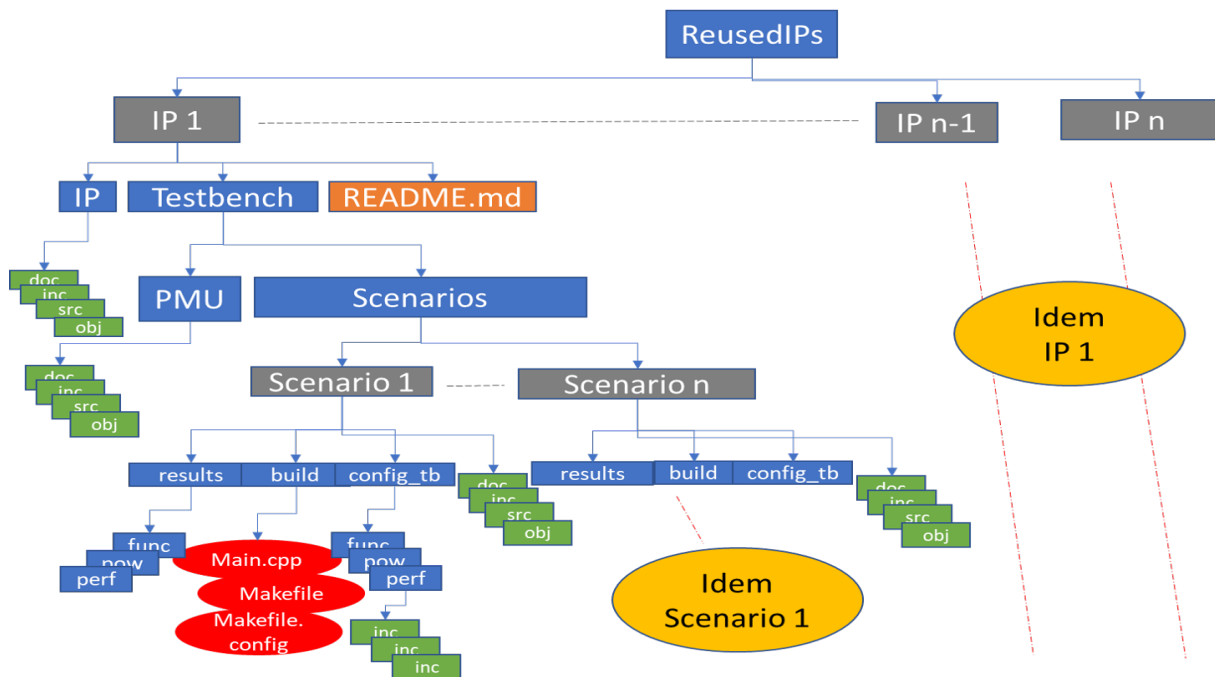 ReusedIPs
IP 1
IP n-1
IP n
IP
Testbench
README.md
doc
inc
src
obj
PMU
Scenarios
Idem
IP 1
doc
inc
src
obj
Scenario 1
Scenario n
results
build
config_tb
doc
inc
src
obj
results
build
config_tb
doc
inc
src
obj
func
pow
perf
Main.cpp
Makefile
Makefile.
config
func
pow
perf
inc
inc
inc
Idem
Scenario 1